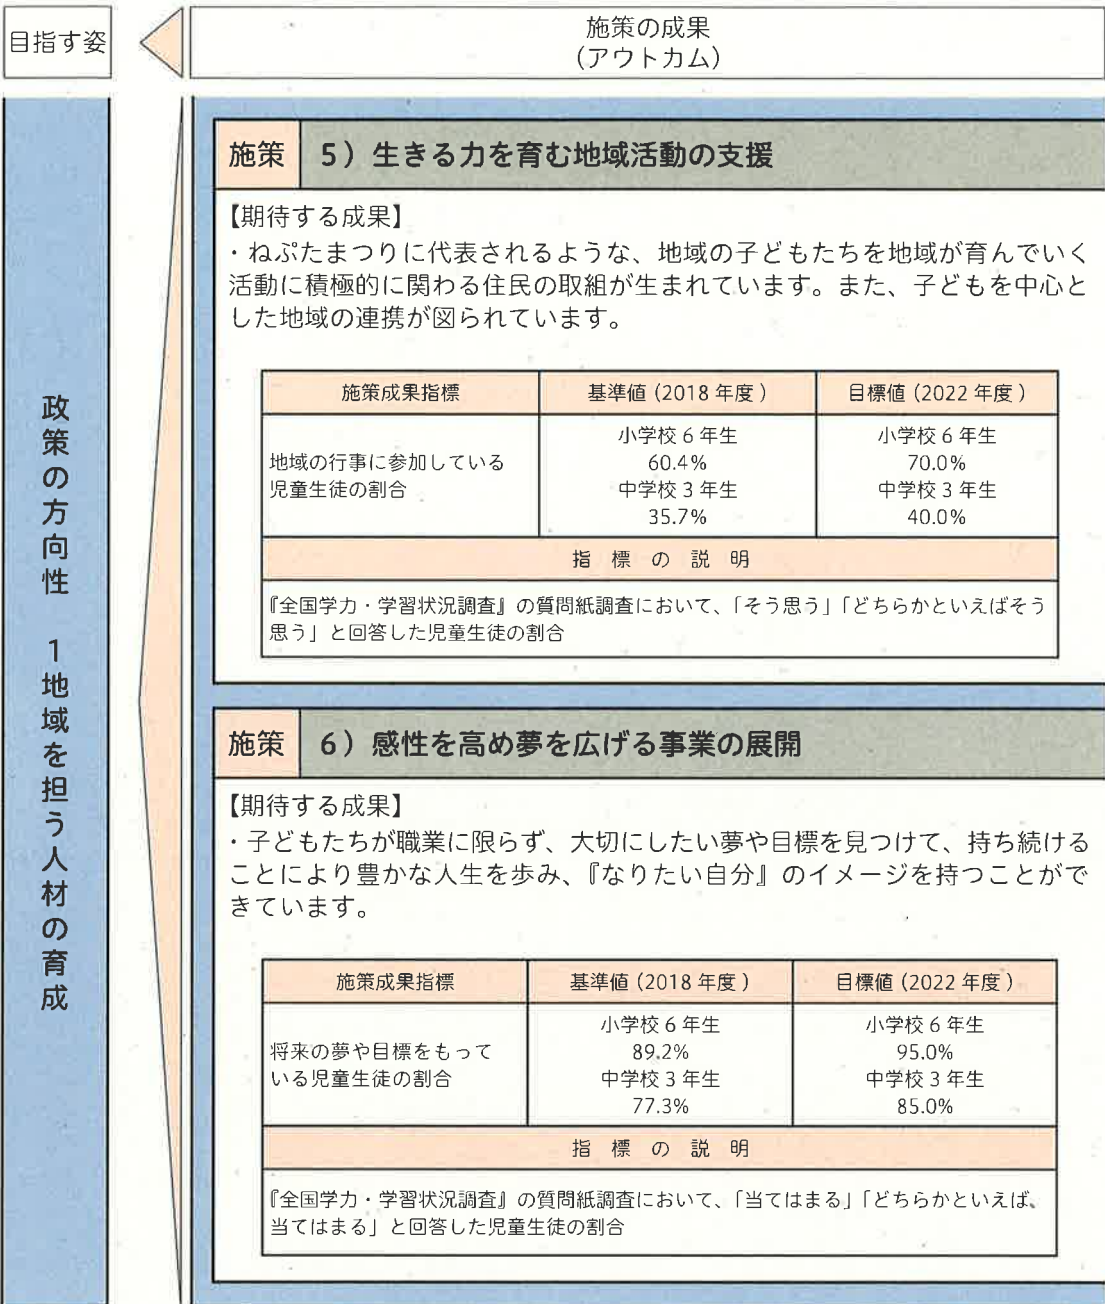 目指す姿
施策の成果
(アウトカム)
政策の方向性 1地域を担う人材の育成
施策 5）生きる力を育む地域活動の支援
【期待する成果】
・ねぷたまつりに代表されるような、地域の子どもたちを地域が育んでいく
活動に積極的に関わる住民の取組が生まれています。また、子どもを中心と
した地域の連携が図られています。
施策成果指標 基準値（2018 年度） 目標値（2022 年度）
地域の行事に参加している
児童生徒の割合
小学校 6 年生
60.4%
中学校 3 年生
35.7%
小学校 6 年生
70.0%
中学校 3 年生
40.0%
指 標 の 説 明
『全国学力・学習状況調査』の質問紙調査において、「そう思う」「どちらかといえばそう
思う」と回答した児童生徒の割合
施策 6）感性を高め夢を広げる事業の展開
【期待する成果】
・子どもたちが職業に限らず、大切にしたい夢や目標を見つけて、持ち続ける
ことにより豊かな人生を歩み、『なりたい自分』のイメージを持つことがで
きています。
施策成果指標 基準値（2018 年度） 目標値（2022 年度）
将来の夢や目標をもって
いる児童生徒の割合
小学校 6 年生
89.2%
中学校 3 年生
77.3%
小学校 6 年生
95.0%
中学校 3 年生
85.0%
指 標 の 説 明
『全国学力・学習状況調査』の質問紙調査において、「当てはまる」「どちらかといえば、
当てはまる」と回答した児童生徒の割合